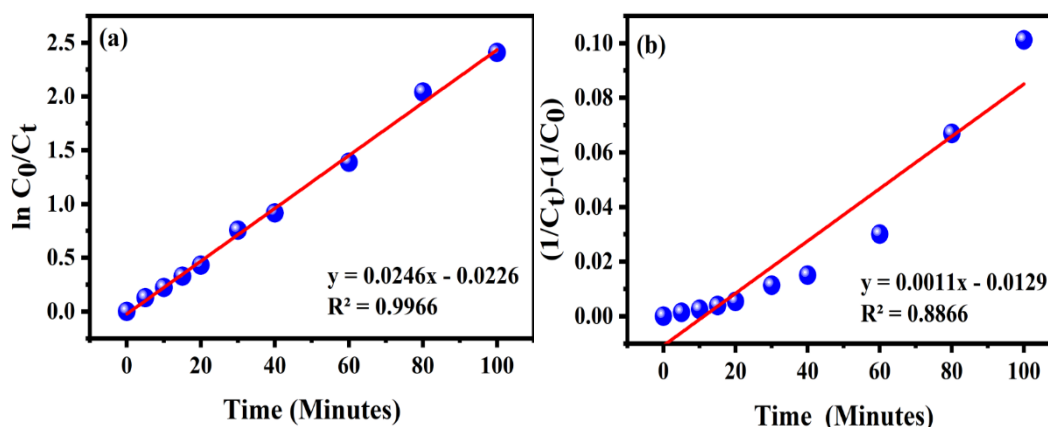 (a)
ln C₀/Cₜ
2.5
2.0
1.5
1.0
0.5
0.0
y = 0.0246x - 0.0226
R² = 0.9966
0 20 40 60 80 100
Time (Minutes)
(b)
(1/Cₜ)-(1/C₀)
0.10
0.08
0.06
0.04
0.02
0.00
y = 0.0011x - 0.0129
R² = 0.8866
0 20 40 60 80 100
Time (Minutes)